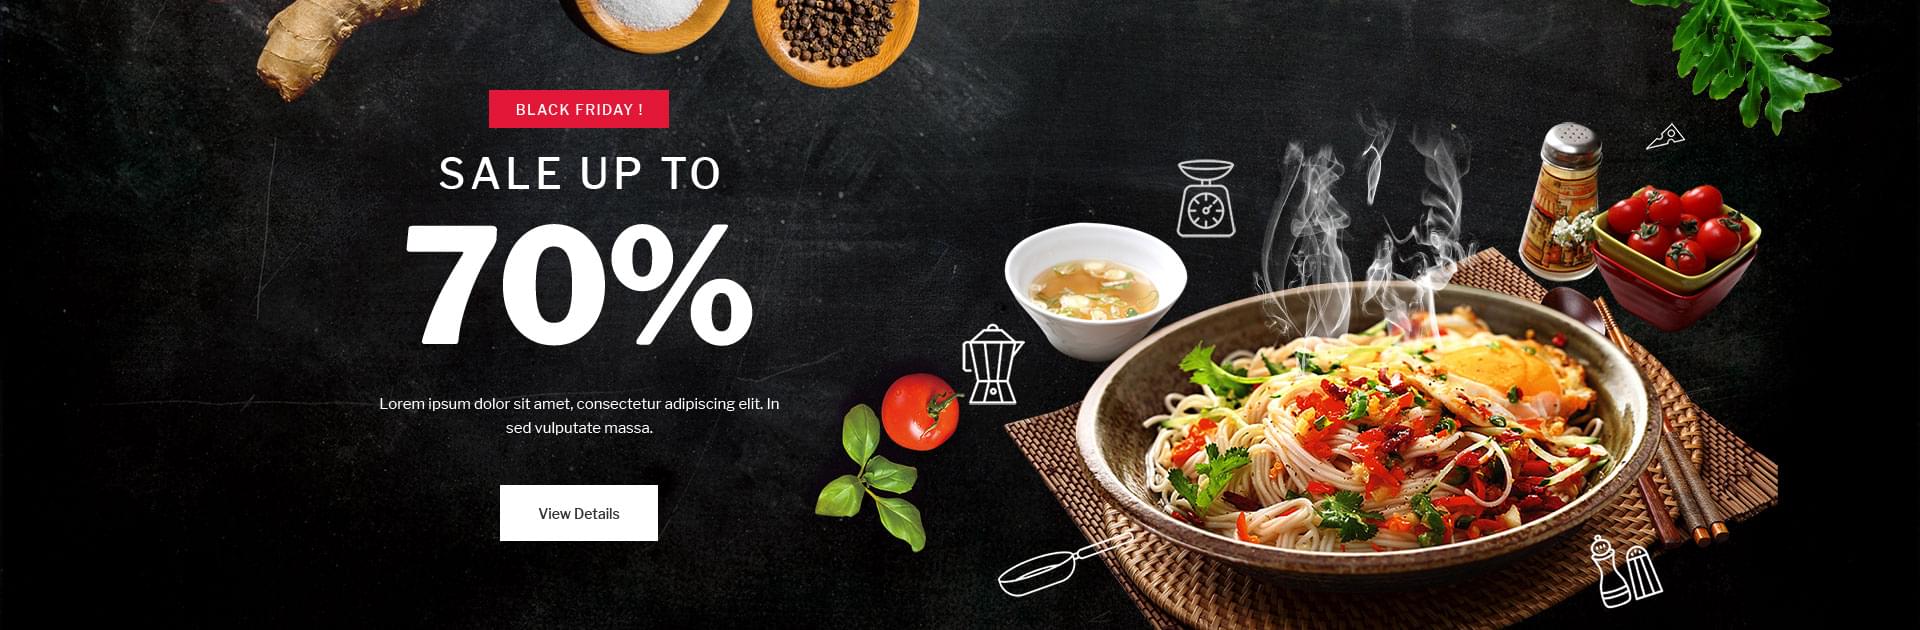 BLACK FRIDAY !
SALE UP TO
70%
Lorem ipsum dolor sit amet, consectetur adipiscing elit. In
sed vulputate massa.
View Details